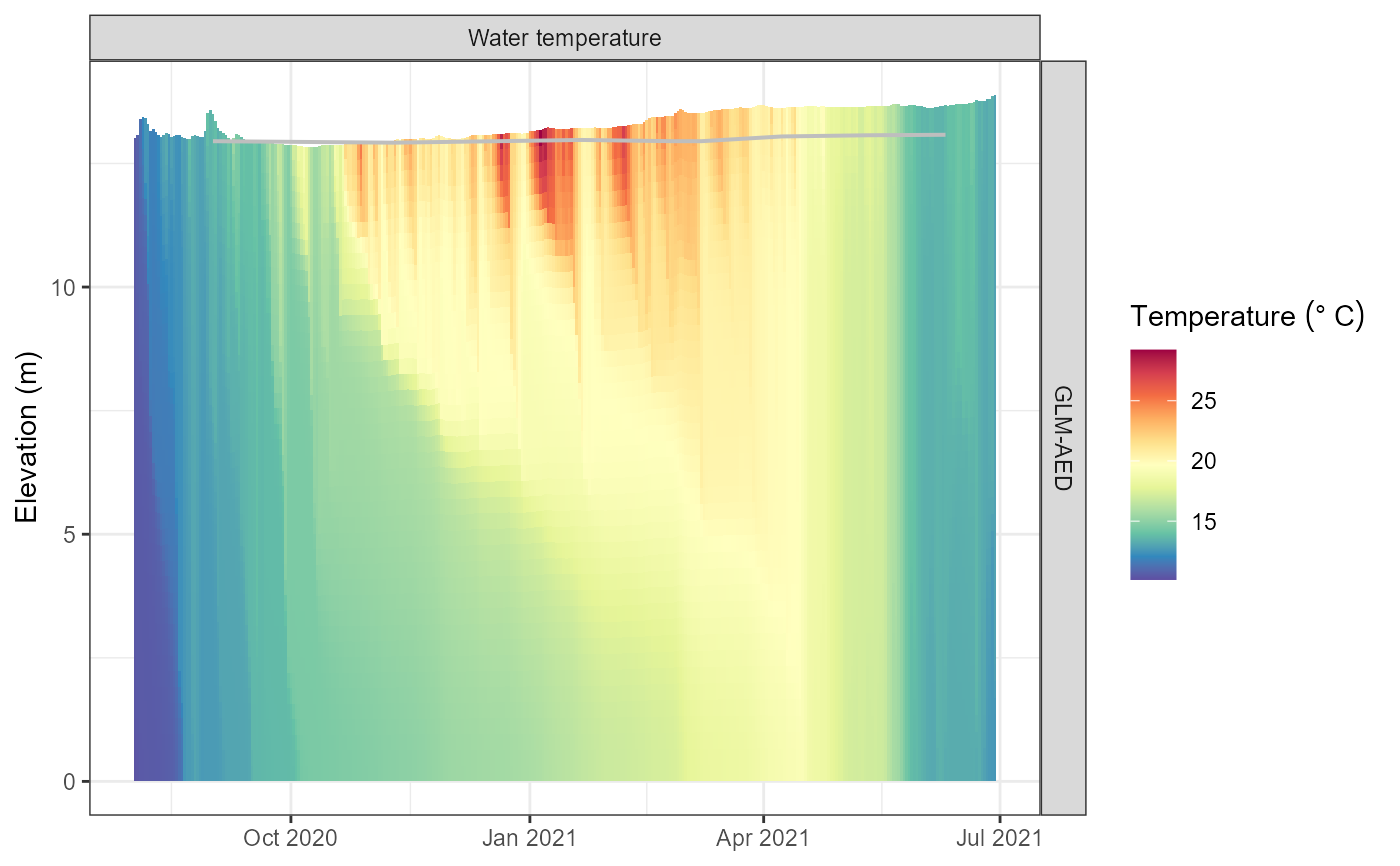 Water temperature
GLM-AED
Elevation (m)
10
5
0
Oct 2020
Jan 2021
Apr 2021
Jul 2021
Temperature (° C)
25
20
15